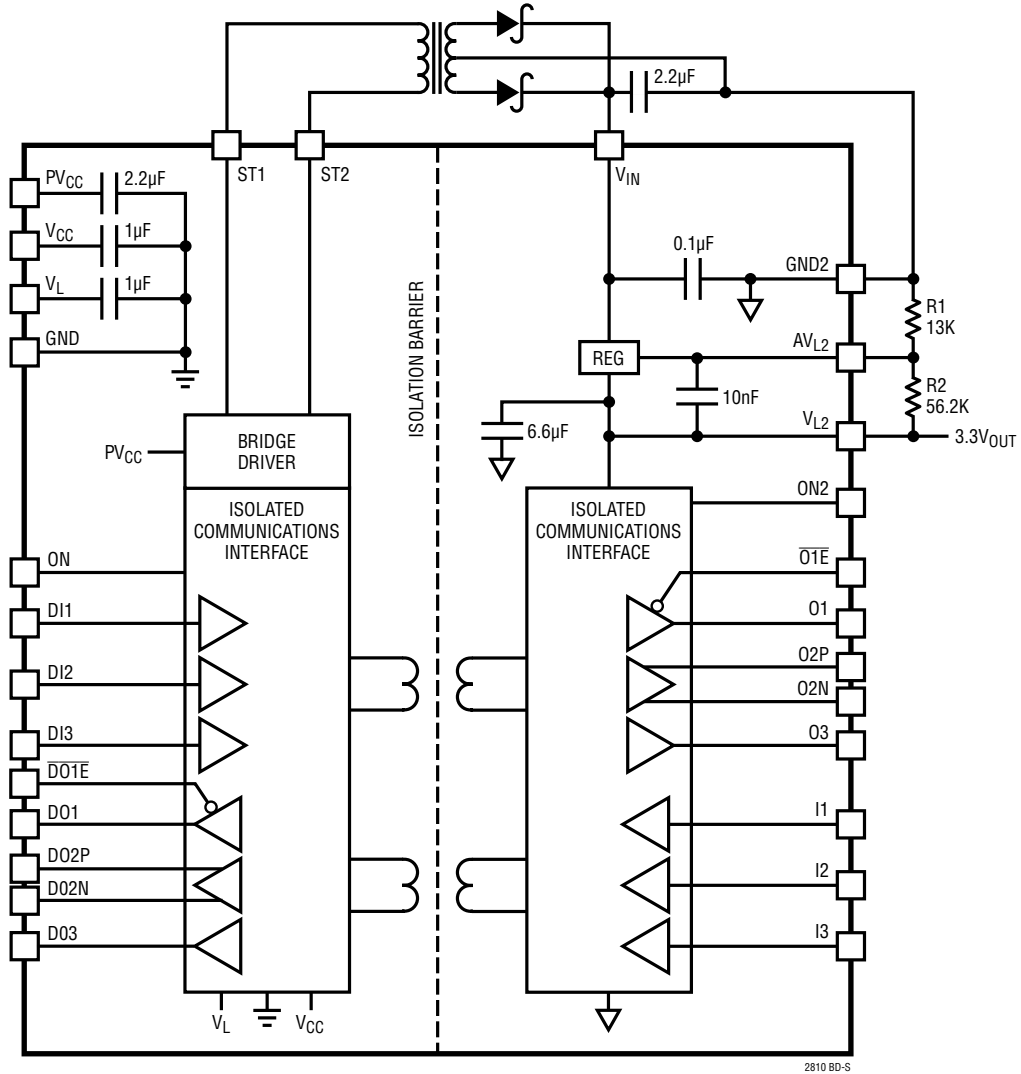 2.2µF
ST1
ST2
VIN
PVCC
2.2µF
VCC
1µF
VL
1µF
GND
ISOLATION BARRIER
0.1µF
GND2
R1
13K
REG
AVL2
10nF
R2
56.2K
6.6µF
VL2
3.3VOUT
PVCC
BRIDGE
DRIVER
ISOLATED
COMMUNICATIONS
INTERFACE
ISOLATED
COMMUNICATIONS
INTERFACE
ON2
ON
O1E
DI1
O1
DI2
O2P
O2N
DI3
O3
DO1E
DO1
I1
DO2P
DO2N
I2
DO3
I3
VL
VCC
2810 BD-S